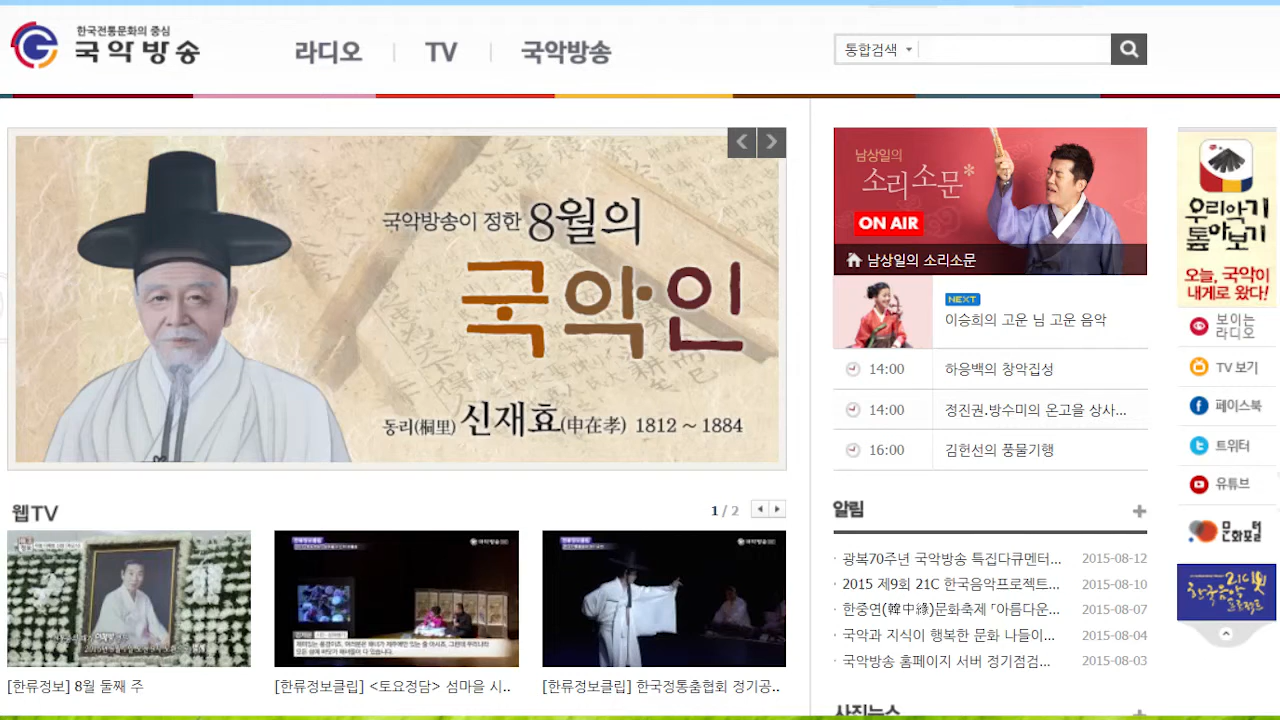 한국전통문화의 중심
국악방송
라디오
TV
국악방송
통합검색
국악방송이 정한 8월의
국악인
동리(桐里) 신재효(申在孝) 1812 ~ 1884
남상일의
소리소문*
ON AIR
남상일의 소리소문
NEXT
이승희의 고운 님 고운 음악
14:00 하응백의 창악집성
14:00 정진권.방수미의 온고을 상사...
16:00 김헌선의 풍물기행
우리악기
톺아보기
오늘, 국악이
내게로 왔다!
보이는
라디오
TV 보기
페이스북
트위터
유튜브
문화포털
21C
한국음악
프로젝트
웹TV
1 / 2
[한류정보] 8월 둘째 주
[한류정보클립] <토요정담> 섬마을 시..
[한류정보클립] 한국정통춤협회 정기공..
알림
광복70주년 국악방송 특집다큐멘터... 2015-08-12
2015 제9회 21C 한국음악프로젝트... 2015-08-10
한중연(韓中緣)문화축제 「아름다운... 2015-08-07
국악과 지식이 행복한 문화나들이... 2015-08-04
국악방송 홈페이지 서버 정기점검... 2015-08-03
사진뉴스